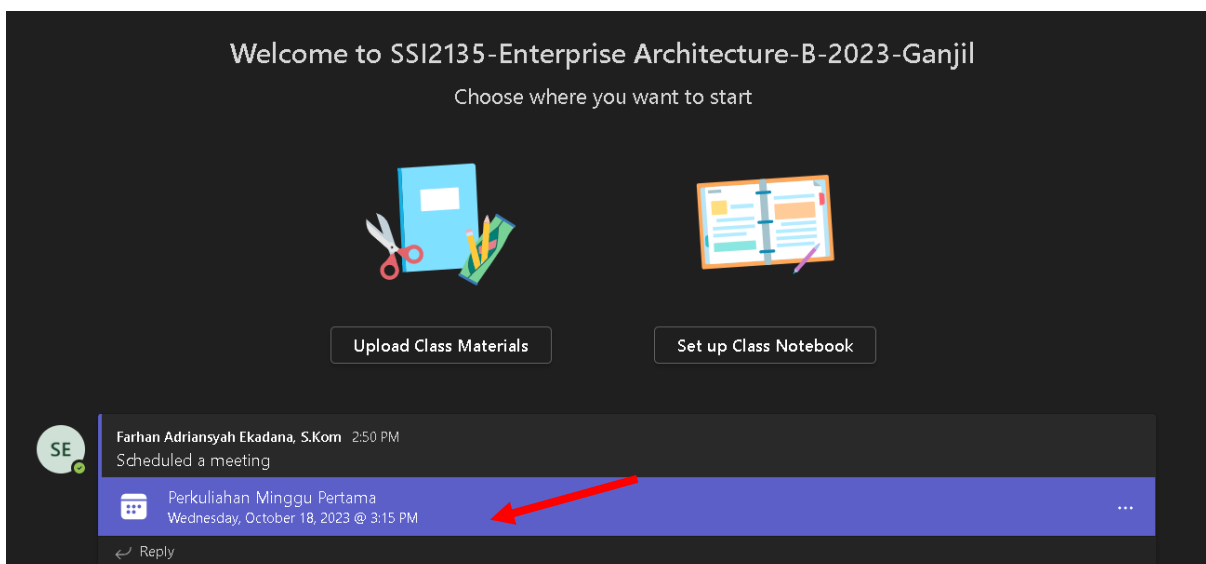 Welcome to SSI2135-Enterprise Architecture-B-2023-Ganjil
Choose where you want to start
Upload Class Materials
Set up Class Notebook
SE
Farhan Adriansyah Ekadana, S.Kom 2:50 PM
Scheduled a meeting
Perkuliahan Minggu Pertama
Wednesday, October 18, 2023 @ 3:15 PM
Reply